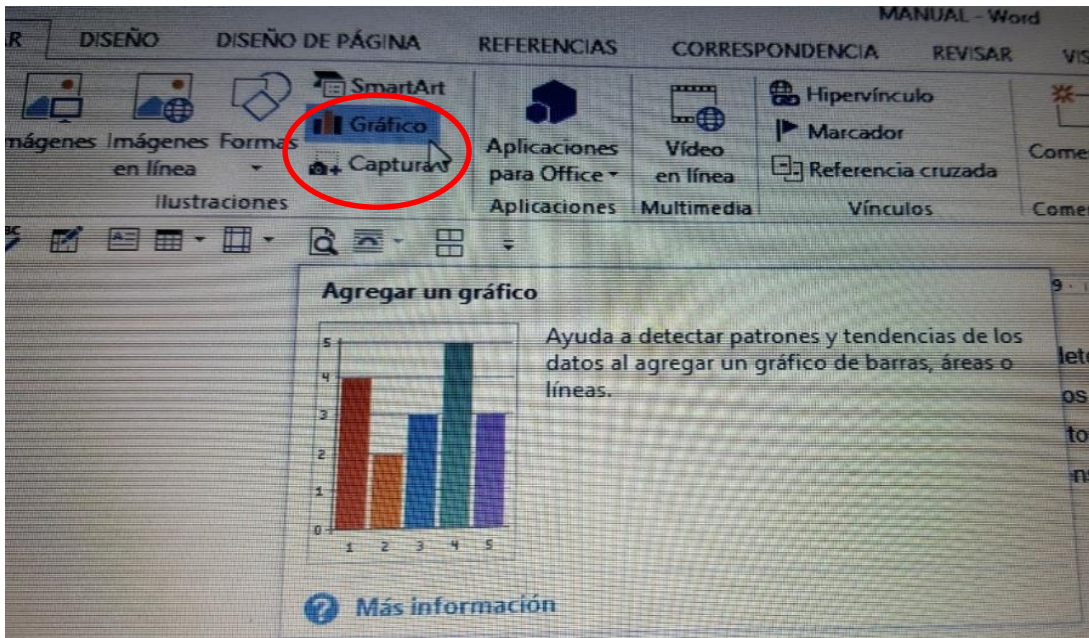 MANUAL - Word
DISEÑO DISEÑO DE PÁGINA REFERENCIAS CORRESPONDENCIA REVISAR
SmartArt
Gráfico
Captura
Imágenes
en línea
Formas
Ilustraciones
Aplicaciones
para Office
Aplicaciones
Vídeo
en línea
Multimedia
Hipervínculo
Marcador
Referencia cruzada
Vínculos
Agregar un gráfico
Ayuda a detectar patrones y tendencias de los
datos al agregar un gráfico de barras, áreas o
líneas.
5
4
3
2
1
0
1 2 3 4 5
Más información